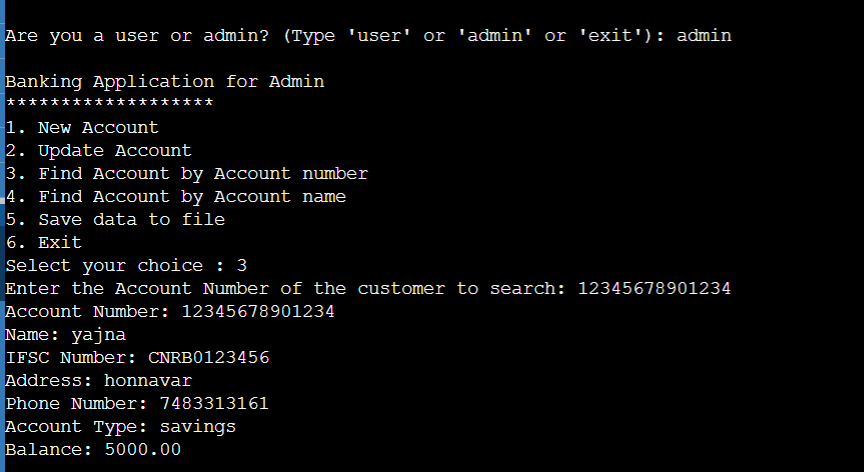 Are you a user or admin? (Type 'user' or 'admin' or 'exit'): admin
Banking Application for Admin
*******************
1. New Account
2. Update Account
3. Find Account by Account number
4. Find Account by Account name
5. Save data to file
6. Exit
Select your choice : 3
Enter the Account Number of the customer to search: 12345678901234
Account Number: 12345678901234
Name: yajna
IFSC Number: CNRB0123456
Address: honnavar
Phone Number: 7483313161
Account Type: savings
Balance: 5000.00